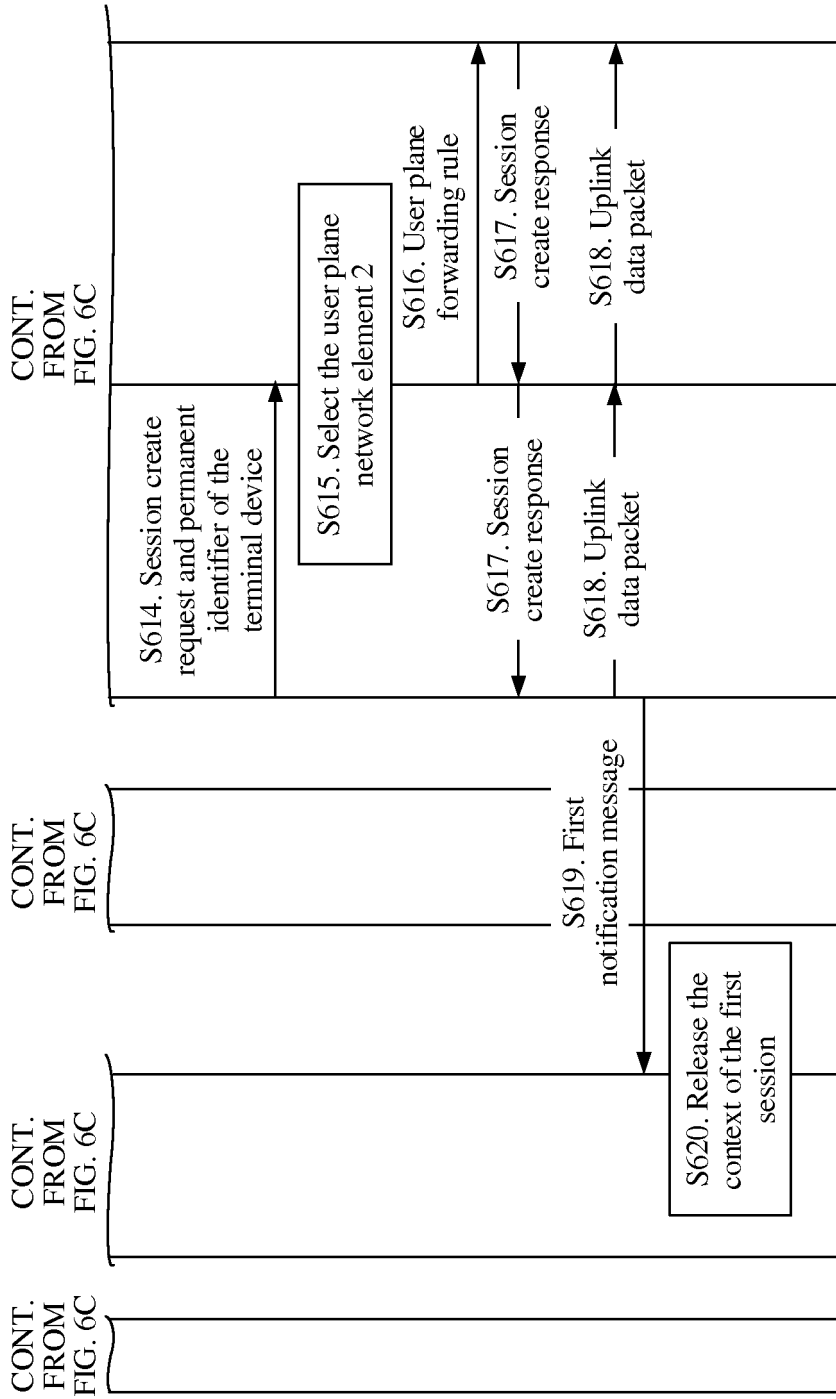 CONT.
FROM
FIG. 6C
CONT.
FROM
FIG. 6C
CONT.
FROM
FIG. 6C
CONT.
FROM
FIG. 6C
S614. Session create
request and permanent
identifier of the
terminal device
S615. Select the user plane
network element 2
S616. User plane
forwarding rule
S617. Session
create response
S617. Session
create response
S618. Uplink
data packet
S618. Uplink
data packet
S619. First
notification message
S620. Release the
context of the first
session